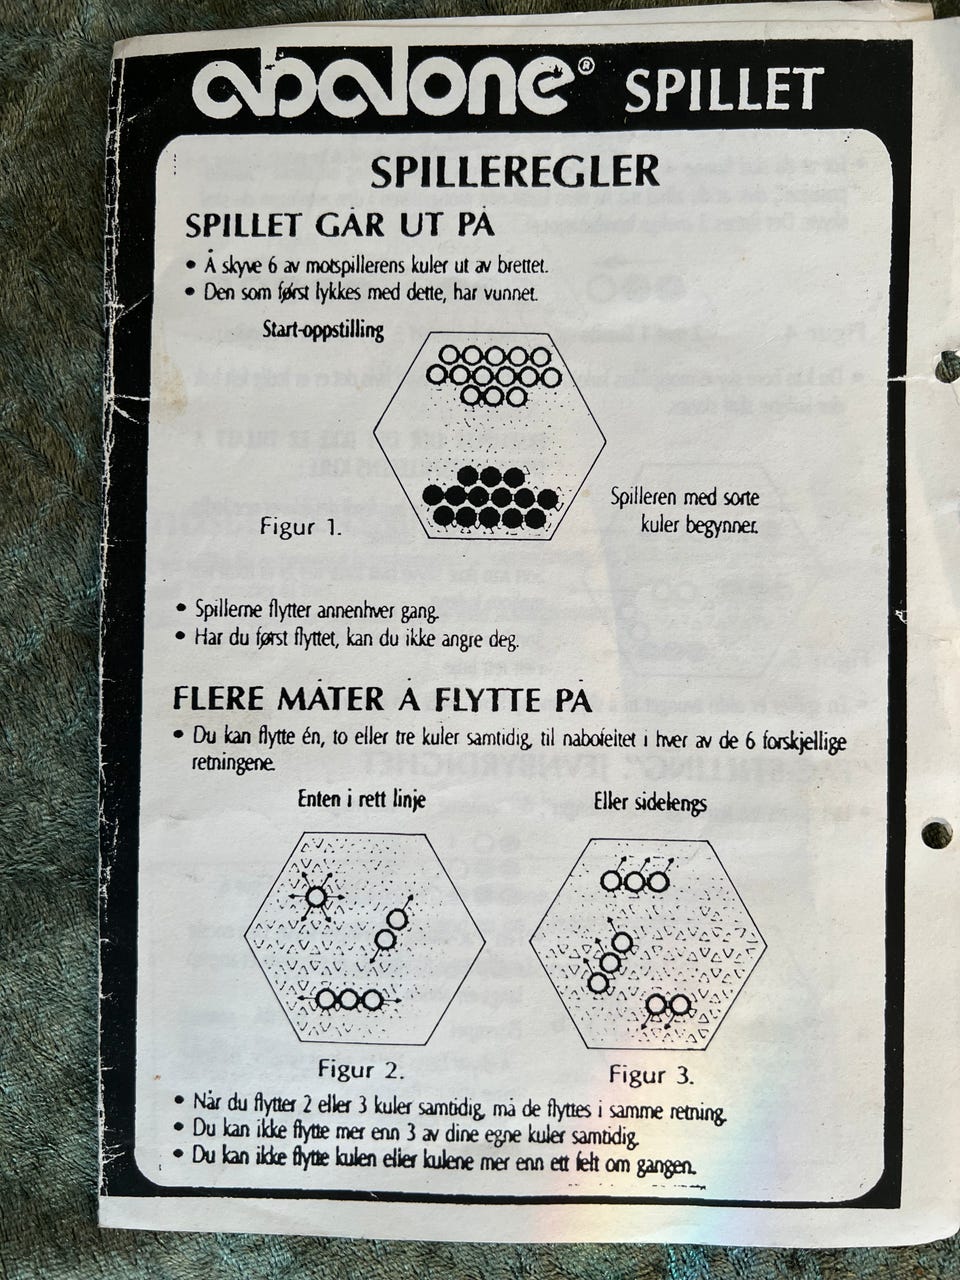 abalone® SPILLET
SPILLEREGLER
SPILLET GÅR UT PÅ
• Å skyve 6 av motspillerens kuler ut av brettet.
• Den som først lykkes med dette, har vunnet.
Start-oppstilling
Figur 1.
Spilleren med sorte
kuler begynner.
• Spillerne flytter annenhver gang.
• Har du først flyttet, kan du ikke angre deg.
FLERE MÅTER Å FLYTTE PÅ
• Du kan flytte én, to eller tre kuler samtidig, til nabofeltet i hver av de 6 forskjellige
retningene.
Enten i rett linje
Eller sidelengs
Figur 2.
Figur 3.
• Når du flytter 2 eller 3 kuler samtidig, må de flyttes i samme retning.
• Du kan ikke flytte mer enn 3 av dine egne kuler samtidig.
• Du kan ikke flytte kulen eller kulene mer enn ett felt om gangen.